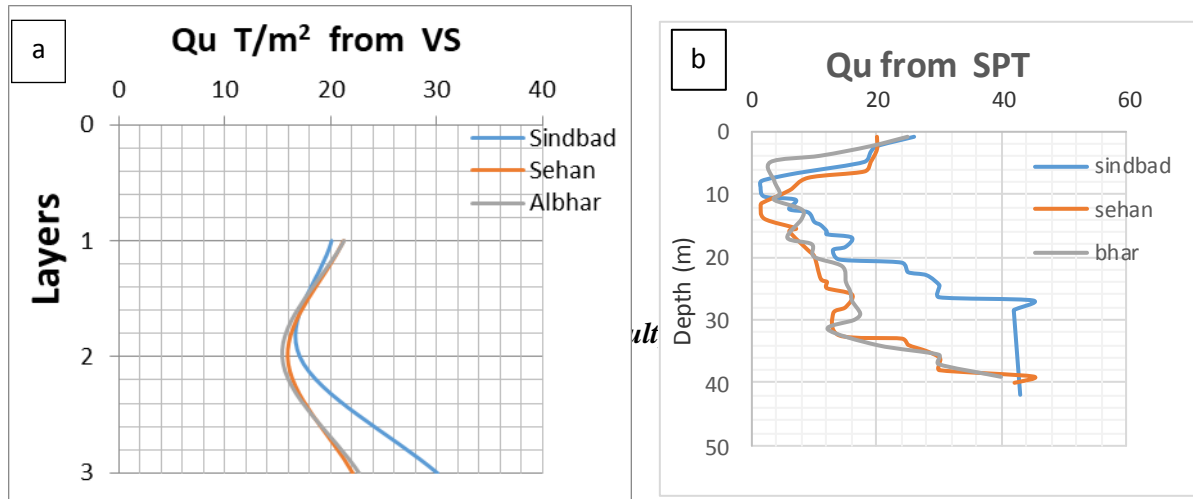 a
Qu T/m² from VS
0 10 20 30 40
0
1
2
3
Layers
Sindbad
Sehan
Albhar
ult
b
Qu from SPT
0 20 40 60
0
10
20
30
40
50
Depth (m)
sindbad
sehan
bhar